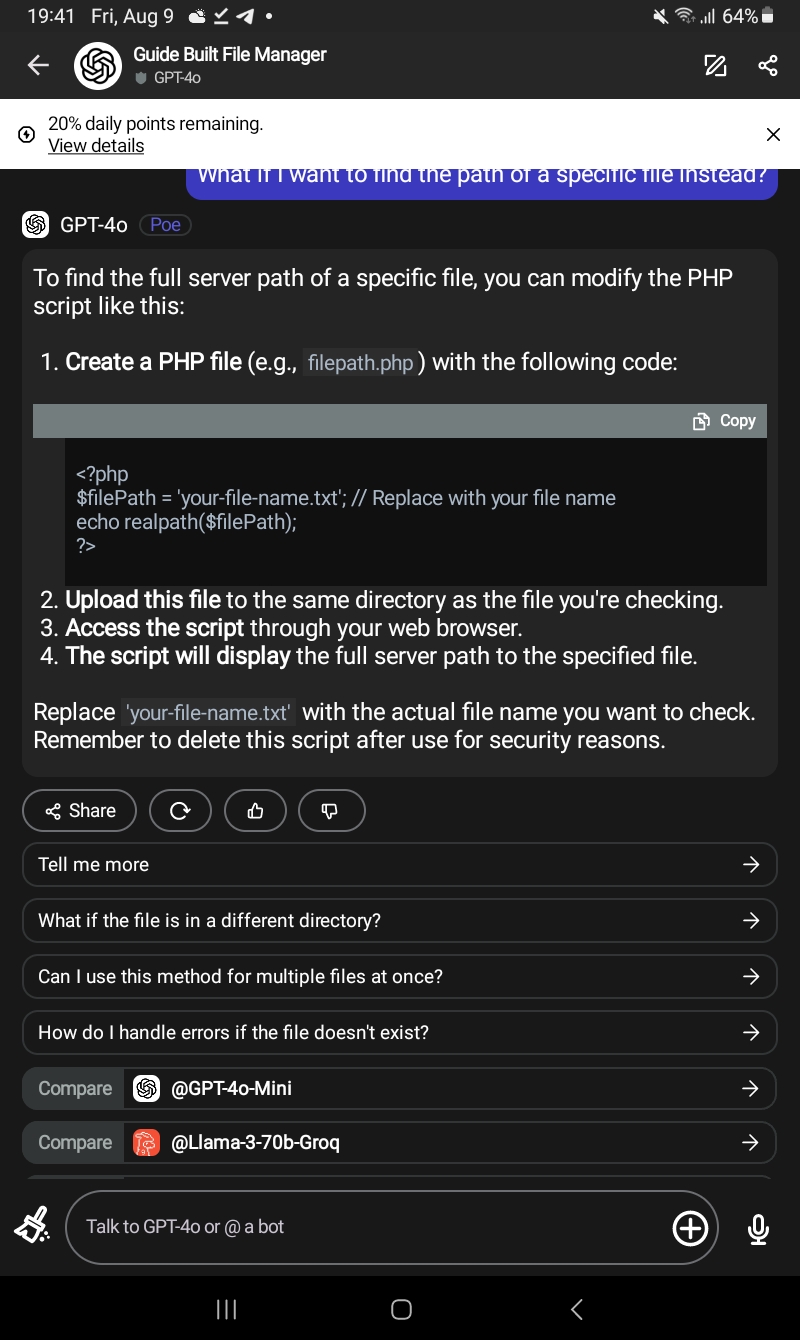 19:41 Fri, Aug 9 64%
Guide Built File Manager
GPT-4o
20% daily points remaining.
View details
What if I want to find the path of a specific file instead?
GPT-4o Poe
To find the full server path of a specific file, you can modify the PHP
script like this:
1. Create a PHP file (e.g., filepath.php) with the following code:
Copy
<?php
$filePath = 'your-file-name.txt'; // Replace with your file name
echo realpath($filePath);
?>
2. Upload this file to the same directory as the file you're checking.
3. Access the script through your web browser.
4. The script will display the full server path to the specified file.
Replace 'your-file-name.txt' with the actual file name you want to check.
Remember to delete this script after use for security reasons.
Share
Tell me more
What if the file is in a different directory?
Can I use this method for multiple files at once?
How do I handle errors if the file doesn't exist?
Compare @GPT-4o-Mini
Compare @Llama-3-70b-Groq
Talk to GPT-4o or @ a bot